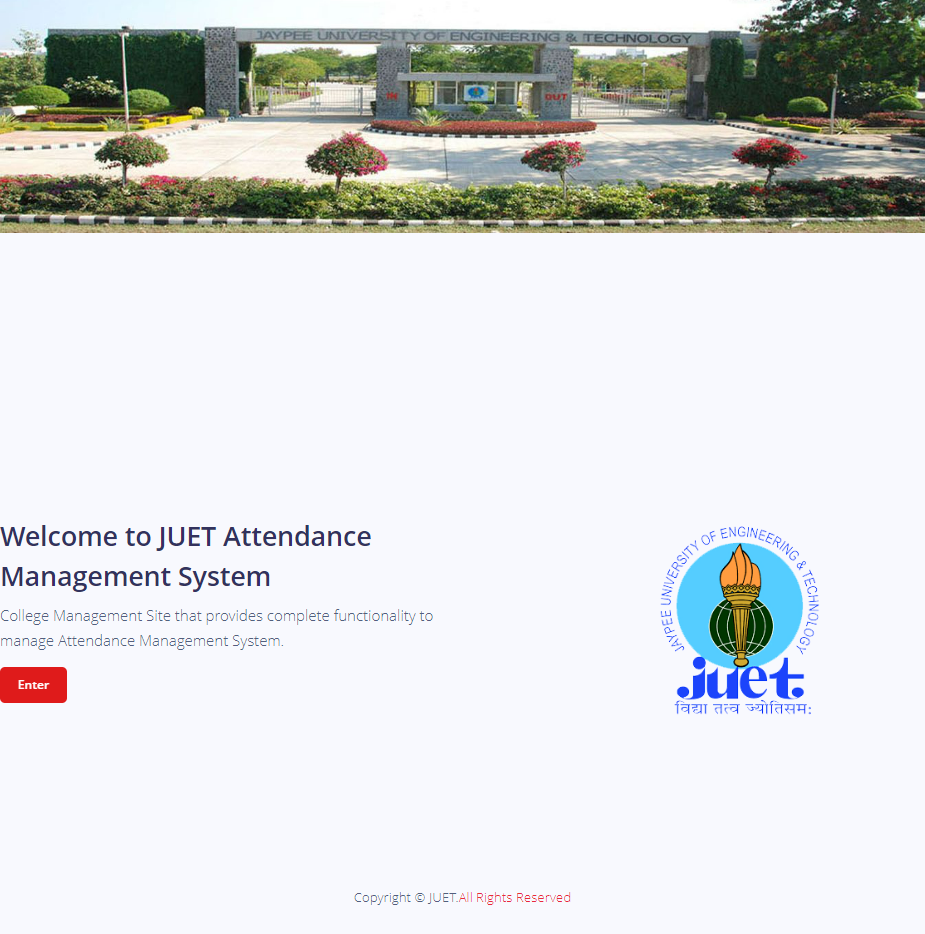 JAYPEE UNIVERSITY OF ENGINEERING & TECHNOLOGY
IN
OUT
Welcome to JUET Attendance
Management System
College Management Site that provides complete functionality to
manage Attendance Management System.
Enter
JAYPEE UNIVERSITY OF ENGINEERING & TECHNOLOGY
juet
विद्या तत्व ज्योतिसम:
Copyright © JUET.All Rights Reserved